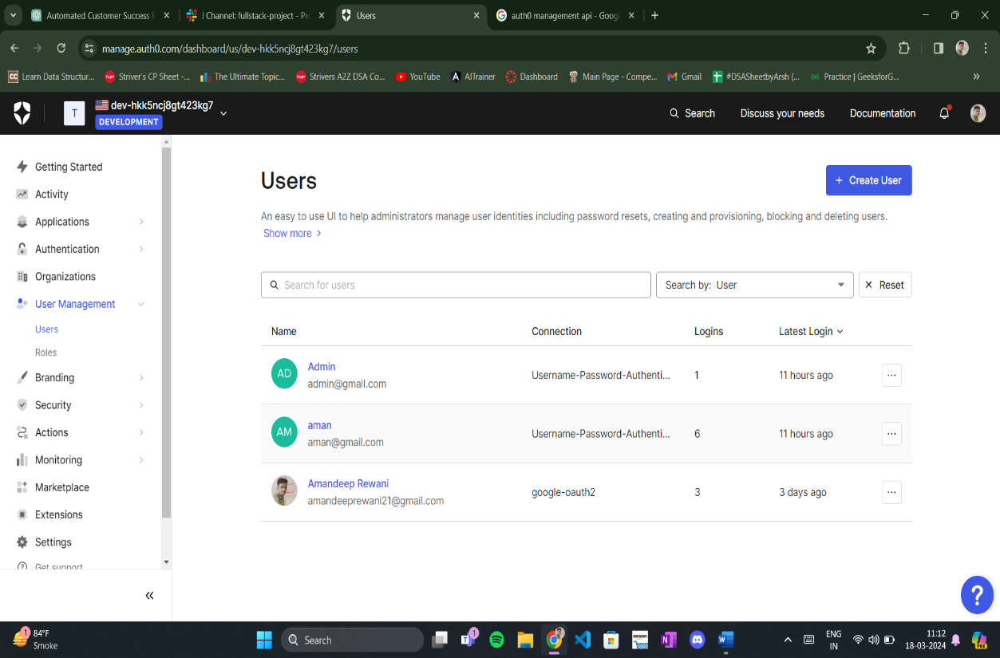 Automated Customer Success P
! Channel: fullstack-project - Pro
Users
auth0 management api - Googl
manage.auth0.com/dashboard/us/dev-hkk5ncj8gt423kg7/users
Learn Data Structur...
Striver's CP Sheet -...
The Ultimate Topic...
Strivers A2Z DSA Co...
YouTube
AITrainer
Dashboard
Main Page - Compe...
Gmail
#DSASheetbyArsh (...
Practice | GeeksforG...
T
dev-hkk5ncj8gt423kg7
DEVELOPMENT
Search
Discuss your needs
Documentation
Getting Started
Activity
Applications
Authentication
Organizations
User Management
Users
Roles
Branding
Security
Actions
Monitoring
Marketplace
Extensions
Settings
Get support
Users
+ Create User
An easy to use UI to help administrators manage user identities including password resets, creating and provisioning, blocking and deleting users.
Show more
Search for users
Search by: User
Reset
Name Connection Logins Latest Login
AD Admin
admin@gmail.com
Username-Password-Authenti... 1 11 hours ago
AM aman
aman@gmail.com
Username-Password-Authenti... 6 11 hours ago
Amandeep Rewani
amandeeprewani21@gmail.com
google-oauth2 3 3 days ago
?
1
84°F
Smoke
Search
1
ENG
IN
11:12
18-03-2024